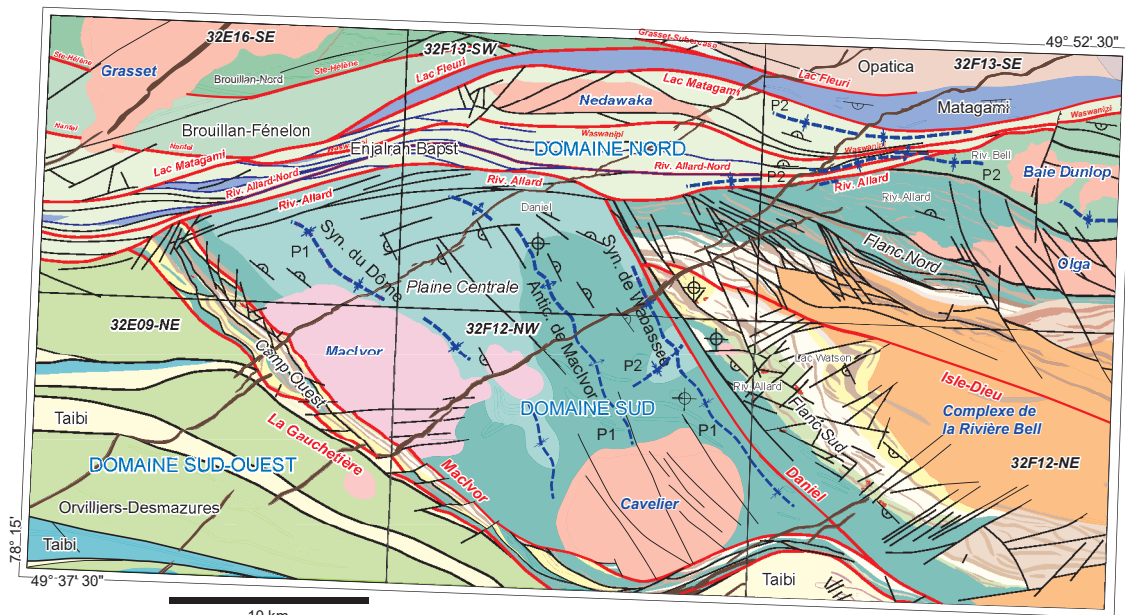 Grasset-Subercase
49° 52.'30"
32E16-SE
32F13-SW
32F13-SE
Ste-Hélène
Grasset
Ste-Hélène
Lac Fleuri
Lac Fleuri
Opatica
Brouillan-Nord
Lac Matagami
Nedawaka
P2
Matagami
Waswanipi
Nantel
Brouillan-Fénelon
Nantel
Waswanipi
Enjalran-Bapst
DOMAINE NORD
Waswanipi
Lac Matagami
Riv. Bell
Riv. Allard-Nord
Riv. Allard-Nord
P2
P2
Baie Dunlop
Riv. Allard
Riv. Allard
Riv. Allard
Daniel
Riv. Allard
P1
Syn. du Dôme
Syn. de Wabassee
Flanc Nord
Olga
Plaine Centrale
Antic. de MacIvor
32E09-NE
32F12-NW
MacIvor
Camp Ouest
Lac Watson
P2
Isle-Dieu
Riv. Allard
Complexe de
la Rivière Bell
DOMAINE SUD
Taibi
La Gauchetière
P1
P1
Flanc Sud
DOMAINE SUD-OUEST
MacIvor
Daniel
32F12-NE
Orvilliers-Desmazures
Cavelier
78° 15'
Taibi
Taibi
49° 37' 30"
10 km